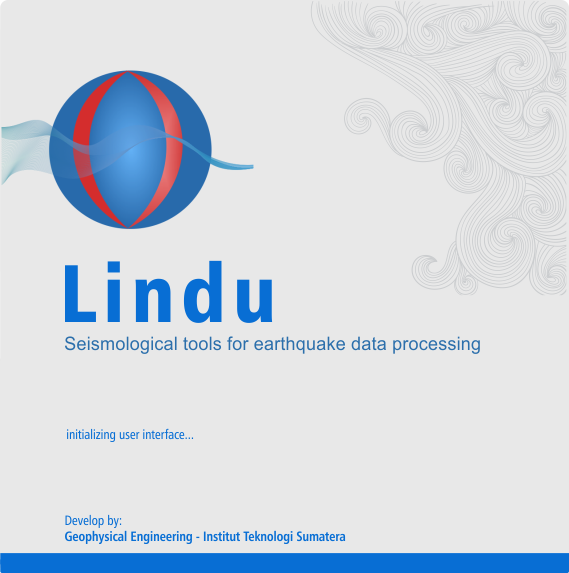 Lindu
Seismological tools for earthquake data processing
initializing user interface...
Develop by:
Geophysical Engineering - Institut Teknologi Sumatera